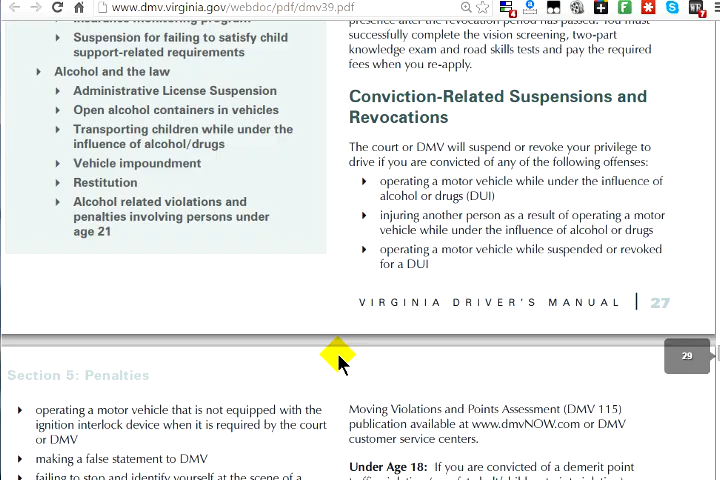 www.dmv.virginia.gov/webdoc/pdf/dmv39.pdf
insurance monitoring program
Suspension for failing to satisfy child
support-related requirements
Alcohol and the law
Administrative License Suspension
Open alcohol containers in vehicles
Transporting children while under the
influence of alcohol/drugs
Vehicle impoundment
Restitution
Alcohol related violations and
penalties involving persons under
age 21
presence after the revocation period has passed. You must
successfully complete the vision screening, two-part
knowledge exam and road skills tests and pay the required
fees when you re-apply.
Conviction-Related Suspensions and
Revocations
The court or DMV will suspend or revoke your privilege to
drive if you are convicted of any of the following offenses:
operating a motor vehicle while under the influence of
alcohol or drugs (DUI)
injuring another person as a result of operating a motor
vehicle while under the influence of alcohol or drugs
operating a motor vehicle while suspended or revoked
for a DUI
VIRGINIA DRIVER'S MANUAL 27
29
Section 5: Penalties
operating a motor vehicle that is not equipped with the
ignition interlock device when it is required by the court
or DMV
making a false statement to DMV
failing to stop and identify yourself at the scene of a
Moving Violations and Points Assessment (DMV 115)
publication available at www.dmvNOW.com or DMV
customer service centers.
Under Age 18: If you are convicted of a demerit point